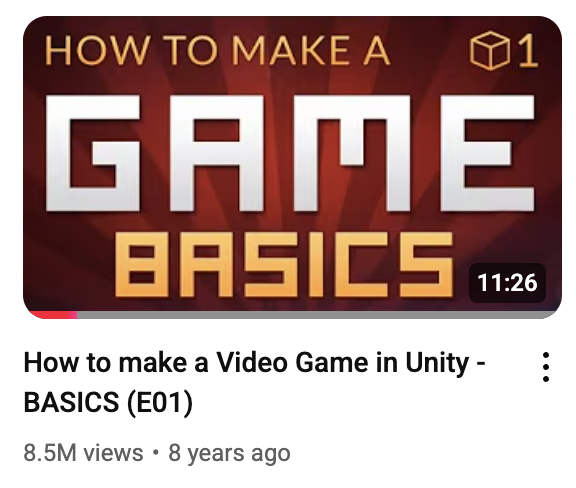 HOW TO MAKE A 1
GAME
BASICS
11:26
How to make a Video Game in Unity -
BASICS (E01)
8.5M views • 8 years ago